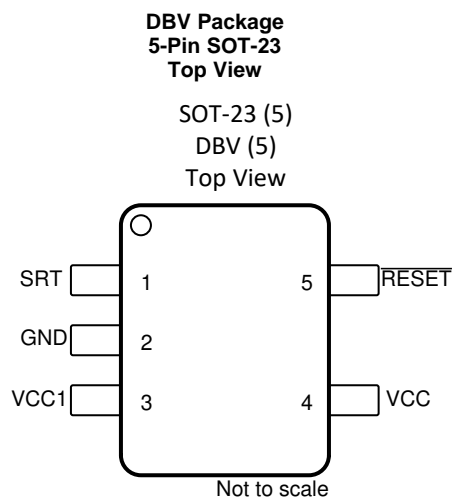 DBV Package
5-Pin SOT-23
Top View
SOT-23 (5)
DBV (5)
Top View
SRT 1 5 RESET
GND 2
VCC1 3 4 VCC
Not to scale